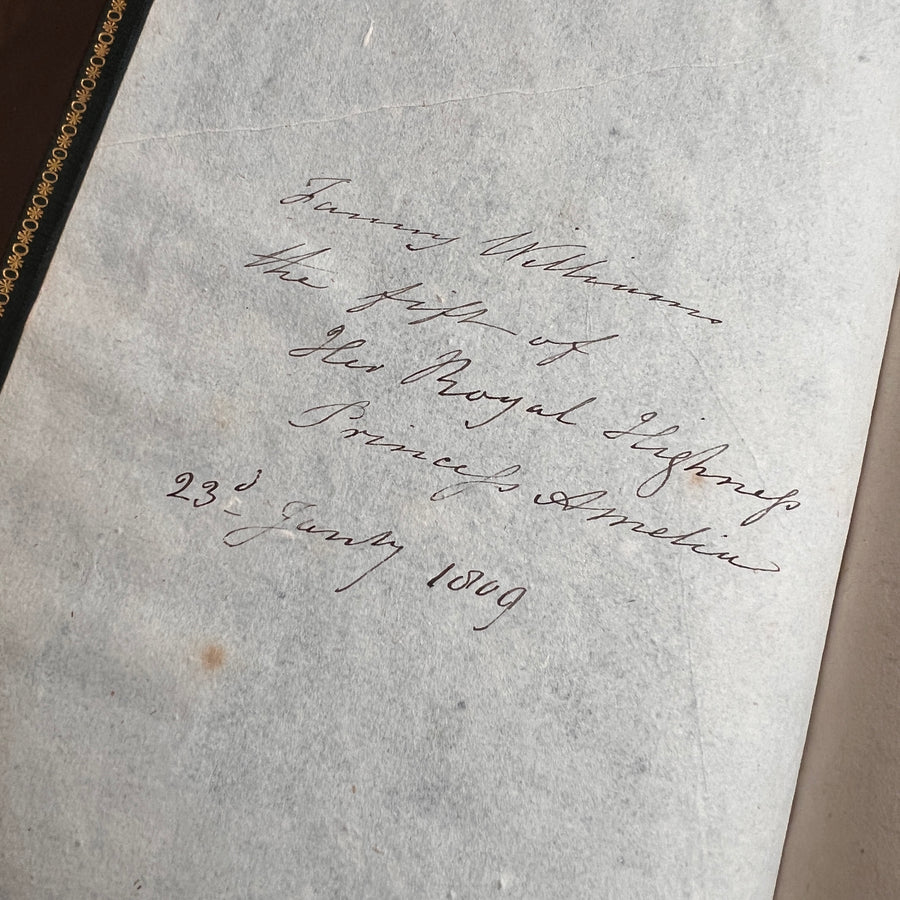 Fanny Williams
the gift of
Her Royal Highness
Princess Amelia
23d Janry 1809